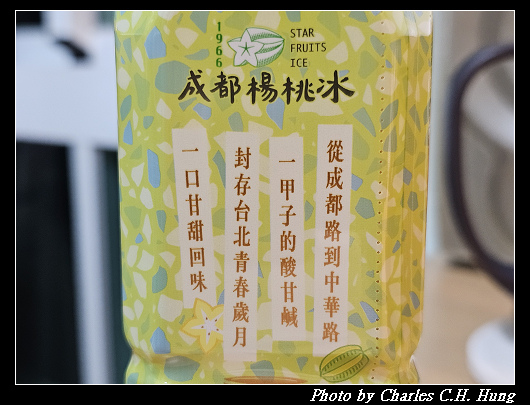 1966
STAR
FRUITS
ICE
成都楊桃冰
從成都路到中華路
一甲子的酸甘鹹
封存台北青春歲月
一口甘甜回味
Photo by Charles C.H. Hung